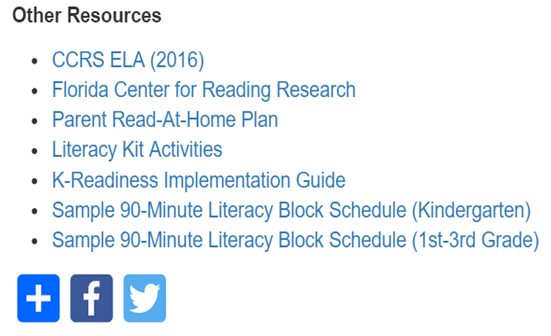 Other Resources
CCRS ELA (2016)
Florida Center for Reading Research
Parent Read-At-Home Plan
Literacy Kit Activities
K-Readiness Implementation Guide
Sample 90-Minute Literacy Block Schedule (Kindergarten)
Sample 90-Minute Literacy Block Schedule (1st-3rd Grade)